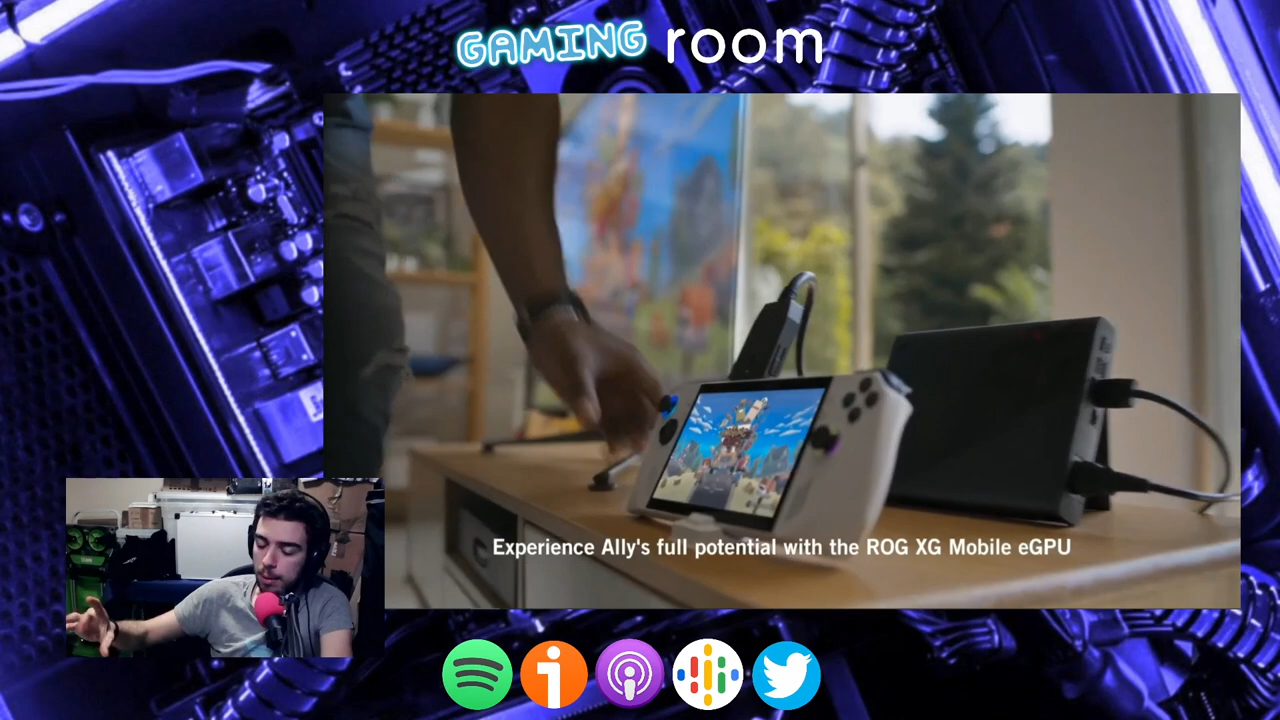 GAMING room
Experience Ally's full potential with the ROG XG Mobile eGPU